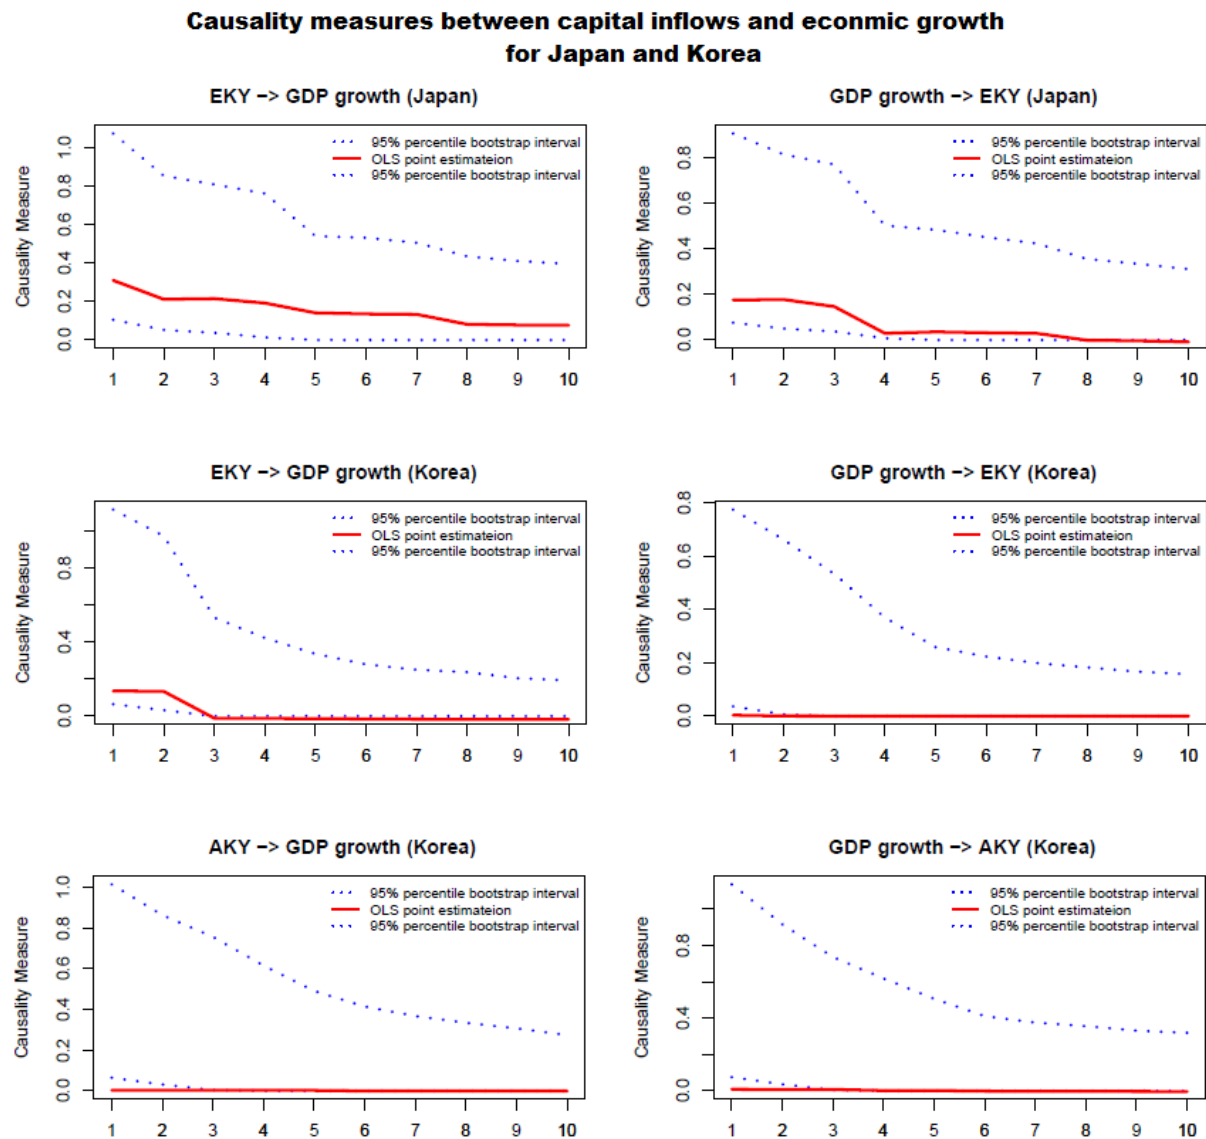 Causality measures between capital inflows and econmic growth
for Japan and Korea
EKY −> GDP growth (Japan)
Causality Measure
0.0 0.2 0.4 0.6 0.8 1.0
95% percentile bootstrap interval
OLS point estimateion
95% percentile bootstrap interval
1 2 3 4 5 6 7 8 9 10
GDP growth −> EKY (Japan)
Causality Measure
0.0 0.2 0.4 0.6 0.8
95% percentile bootstrap interval
OLS point estimateion
95% percentile bootstrap interval
1 2 3 4 5 6 7 8 9 10
EKY −> GDP growth (Korea)
Causality Measure
0.0 0.4 0.8
95% percentile bootstrap interval
OLS point estimateion
95% percentile bootstrap interval
1 2 3 4 5 6 7 8 9 10
GDP growth −> EKY (Korea)
Causality Measure
0.0 0.2 0.4 0.6 0.8
95% percentile bootstrap interval
OLS point estimateion
95% percentile bootstrap interval
1 2 3 4 5 6 7 8 9 10
AKY −> GDP growth (Korea)
Causality Measure
0.0 0.2 0.4 0.6 0.8 1.0
95% percentile bootstrap interval
OLS point estimateion
95% percentile bootstrap interval
1 2 3 4 5 6 7 8 9 10
GDP growth −> AKY (Korea)
Causality Measure
0.0 0.4 0.8
95% percentile bootstrap interval
OLS point estimateion
95% percentile bootstrap interval
1 2 3 4 5 6 7 8 9 10